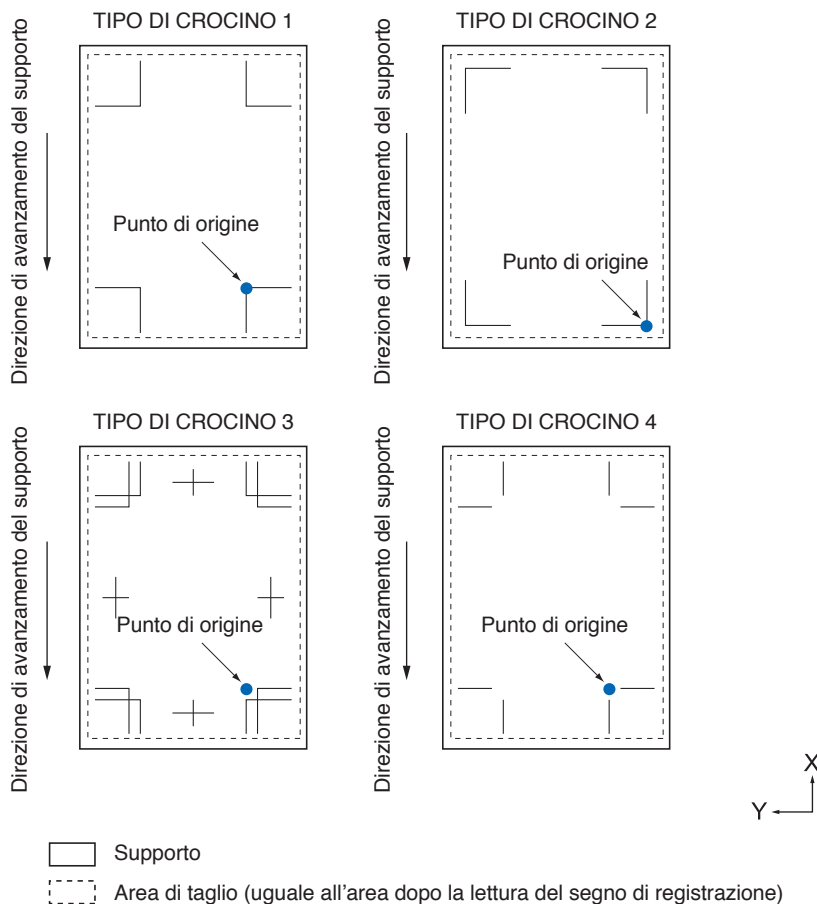 TIPO DI CROCINO 1
Direzione di avanzamento del supporto
Punto di origine
TIPO DI CROCINO 2
Direzione di avanzamento del supporto
Punto di origine
TIPO DI CROCINO 3
Direzione di avanzamento del supporto
Punto di origine
TIPO DI CROCINO 4
Direzione di avanzamento del supporto
Punto di origine
X
Y
Supporto
Area di taglio (uguale all'area dopo la lettura del segno di registrazione)